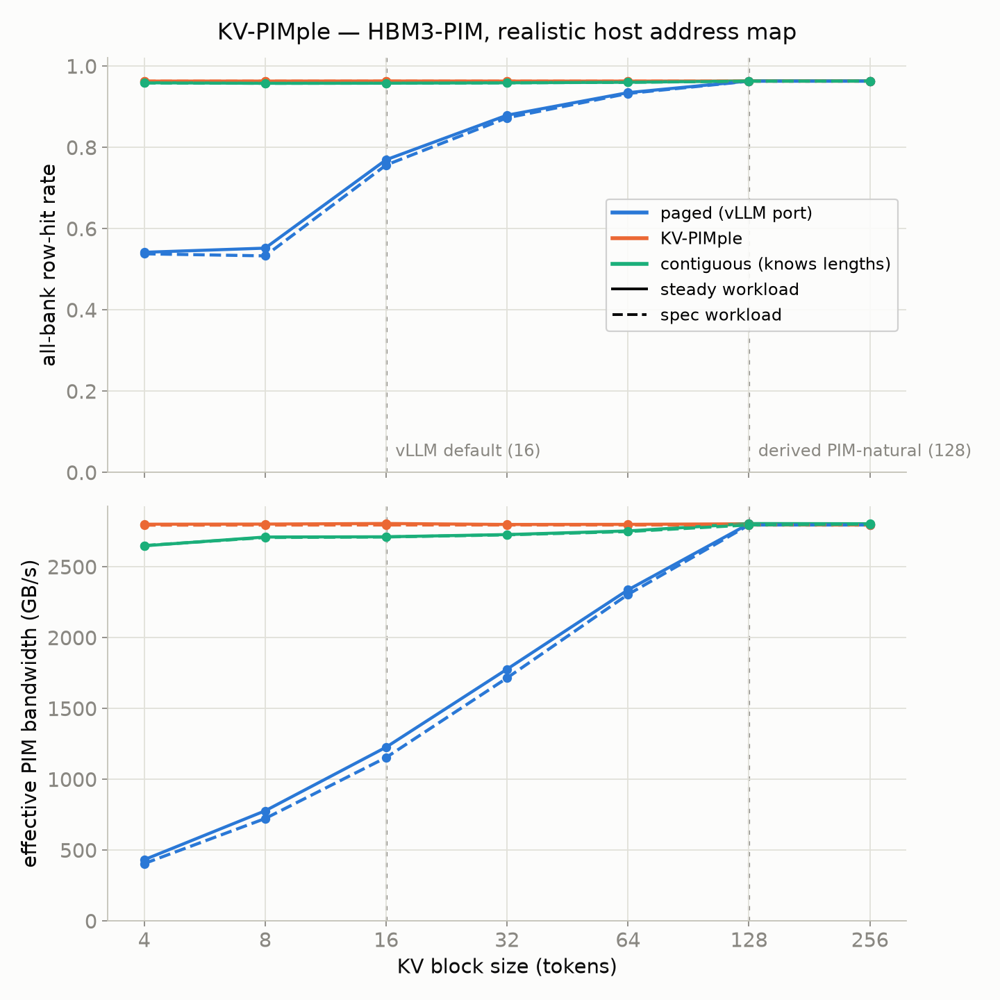 KV-PIMple — HBM3-PIM, realistic host address map
1.0
0.8
0.6
0.4
0.2
0.0
all-bank row-hit rate
paged (vLLM port)
KV-PIMple
contiguous (knows lengths)
steady workload
spec workload
vLLM default (16)
derived PIM-natural (128)
2500
2000
1500
1000
500
0
effective PIM bandwidth (GB/s)
4 8 16 32 64 128 256
KV block size (tokens)